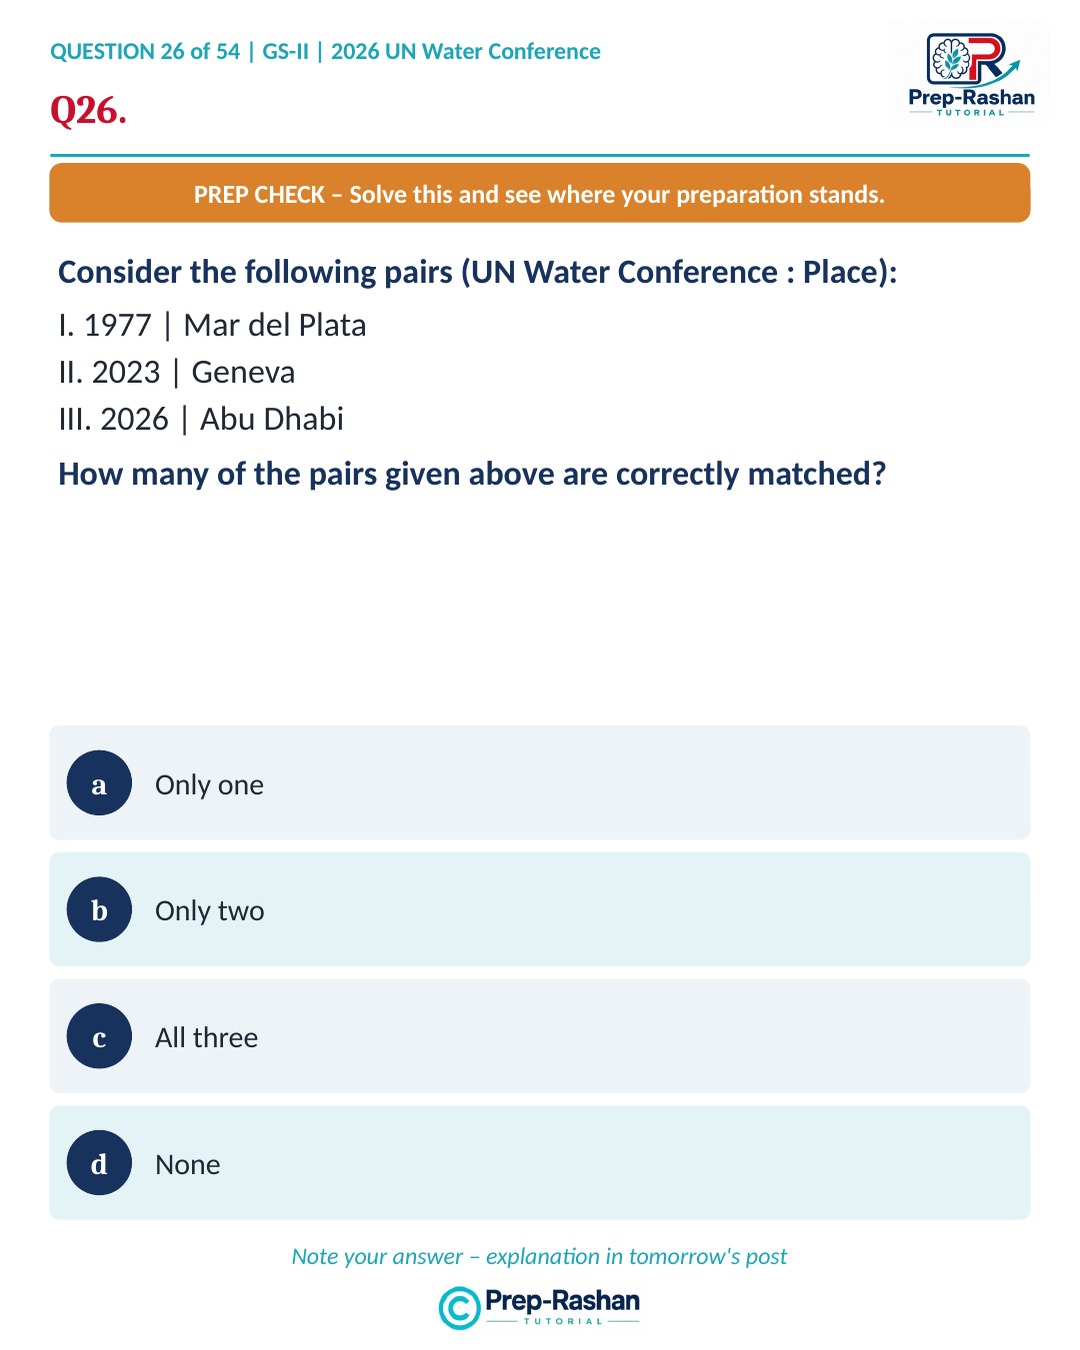 QUESTION 26 of 54 | GS-II | 2026 UN Water Conference
Q26.
Prep-Rashan
TUTORIAL
PREP CHECK – Solve this and see where your preparation stands.
Consider the following pairs (UN Water Conference : Place):
I. 1977 | Mar del Plata
II. 2023 | Geneva
III. 2026 | Abu Dhabi
How many of the pairs given above are correctly matched?
a Only one
b Only two
c All three
d None
Note your answer – explanation in tomorrow's post
© Prep-Rashan
TUTORIAL